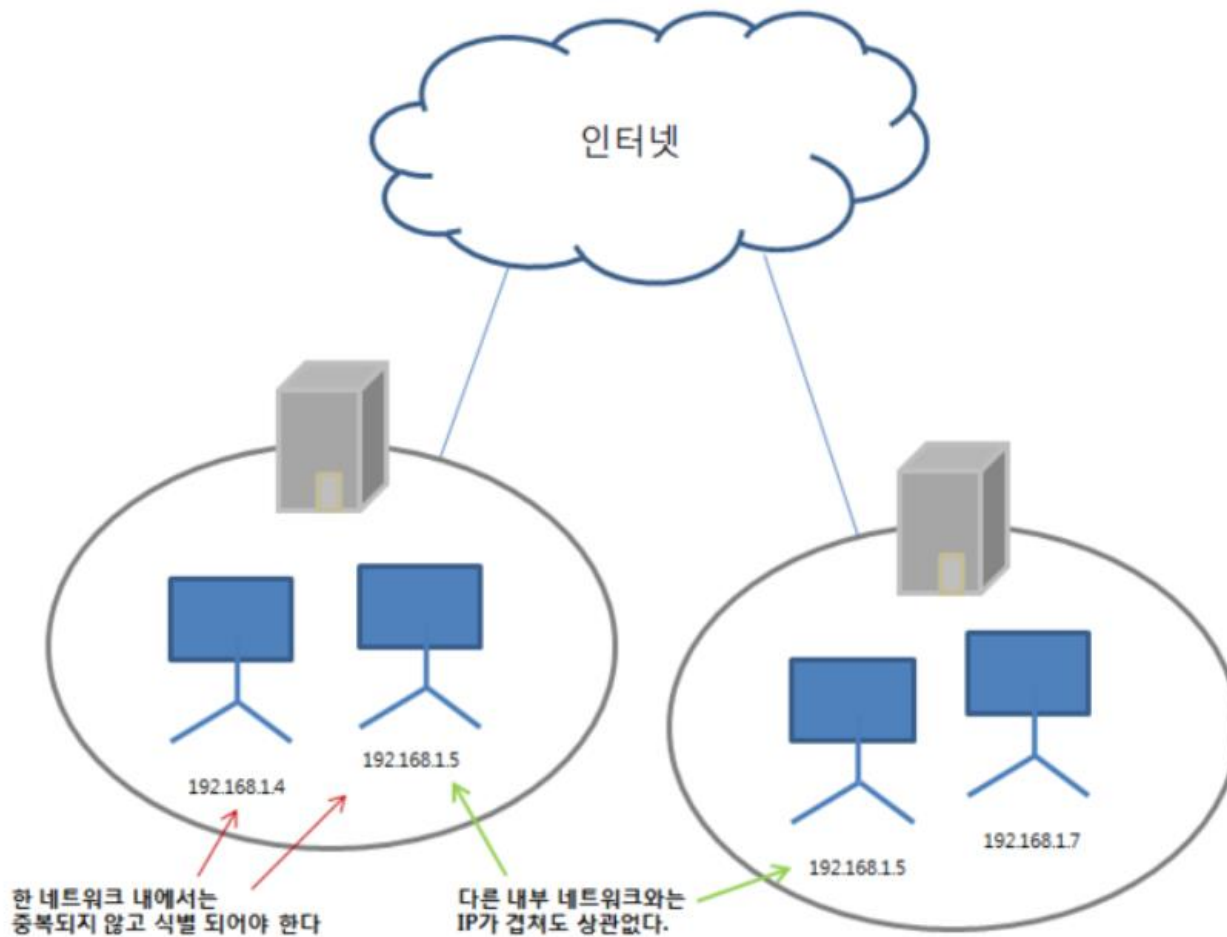 인터넷
192.168.1.4
192.168.1.5
192.168.1.5
192.168.1.7
한 네트워크 내에서는
중복되지 않고 식별 되어야 한다
다른 내부 네트워크와는
IP가 겹쳐도 상관없다.